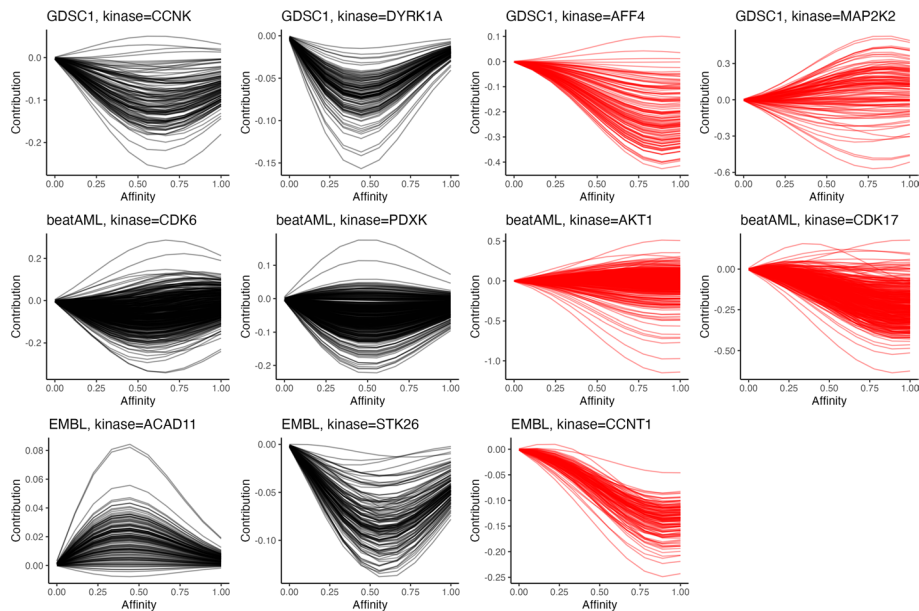 GDSC1, kinase=CCNK
GDSC1, kinase=DYRK1A
GDSC1, kinase=AFF4
GDSC1, kinase=MAP2K2
Contribution
0.0
-0.1
-0.2
0.00 0.25 0.50 0.75 1.00
Affinity
Contribution
0.00
-0.05
-0.10
-0.15
0.00 0.25 0.50 0.75 1.00
Affinity
Contribution
0.1
0.0
-0.1
-0.2
-0.3
-0.4
0.00 0.25 0.50 0.75 1.00
Affinity
Contribution
0.3
0.0
-0.3
-0.6
0.00 0.25 0.50 0.75 1.00
Affinity
beatAML, kinase=CDK6
beatAML, kinase=PDXK
beatAML, kinase=AKT1
beatAML, kinase=CDK17
Contribution
0.2
0.0
-0.2
0.00 0.25 0.50 0.75 1.00
Affinity
Contribution
0.1
0.0
-0.1
-0.2
0.00 0.25 0.50 0.75 1.00
Affinity
Contribution
0.5
0.0
-0.5
-1.0
0.00 0.25 0.50 0.75 1.00
Affinity
Contribution
0.00
-0.25
-0.50
0.00 0.25 0.50 0.75 1.00
Affinity
EMBL, kinase=ACAD11
EMBL, kinase=STK26
EMBL, kinase=CCNT1
Contribution
0.08
0.06
0.04
0.02
0.00
0.00 0.25 0.50 0.75 1.00
Affinity
Contribution
0.00
-0.05
-0.10
0.00 0.25 0.50 0.75 1.00
Affinity
Contribution
0.00
-0.05
-0.10
-0.15
-0.20
-0.25
0.00 0.25 0.50 0.75 1.00
Affinity